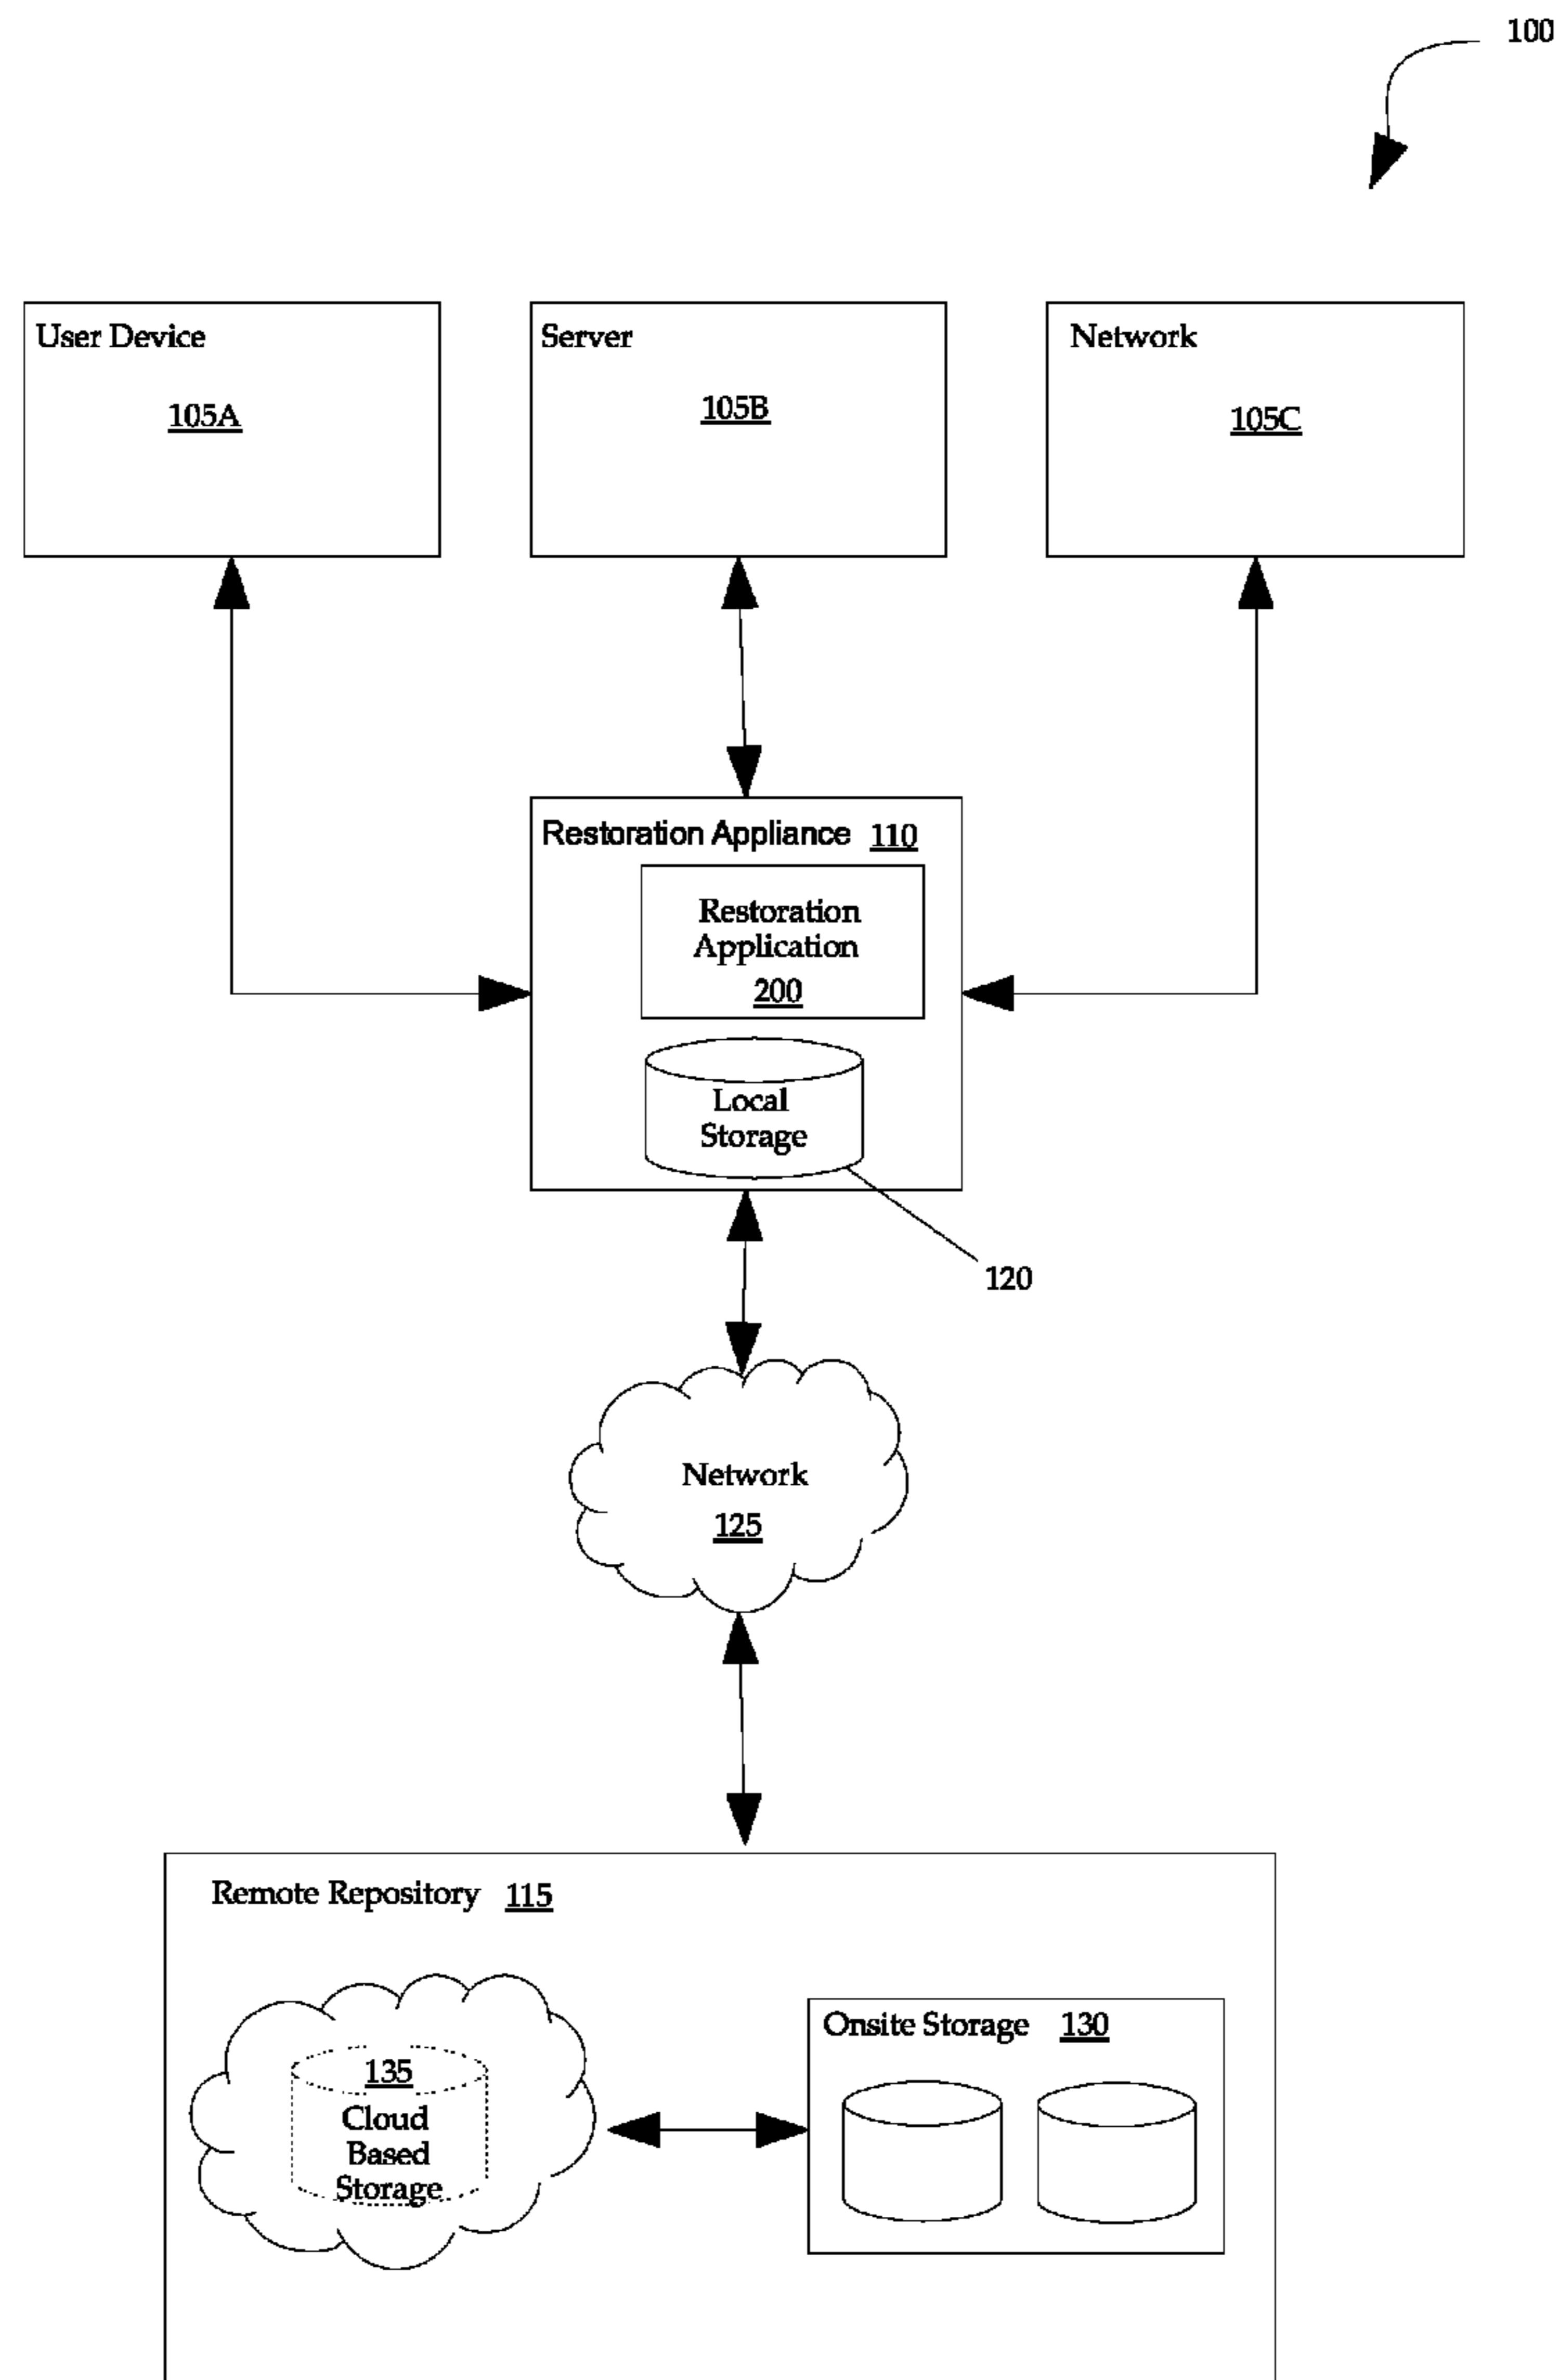 100
User Device
105A
Server
105B
Network
105C
Restoration Appliance 110
Restoration
Application
200
Local
Storage
120
Network
125
Remote Repository 115
135
Cloud
Based
Storage
Onsite Storage 130